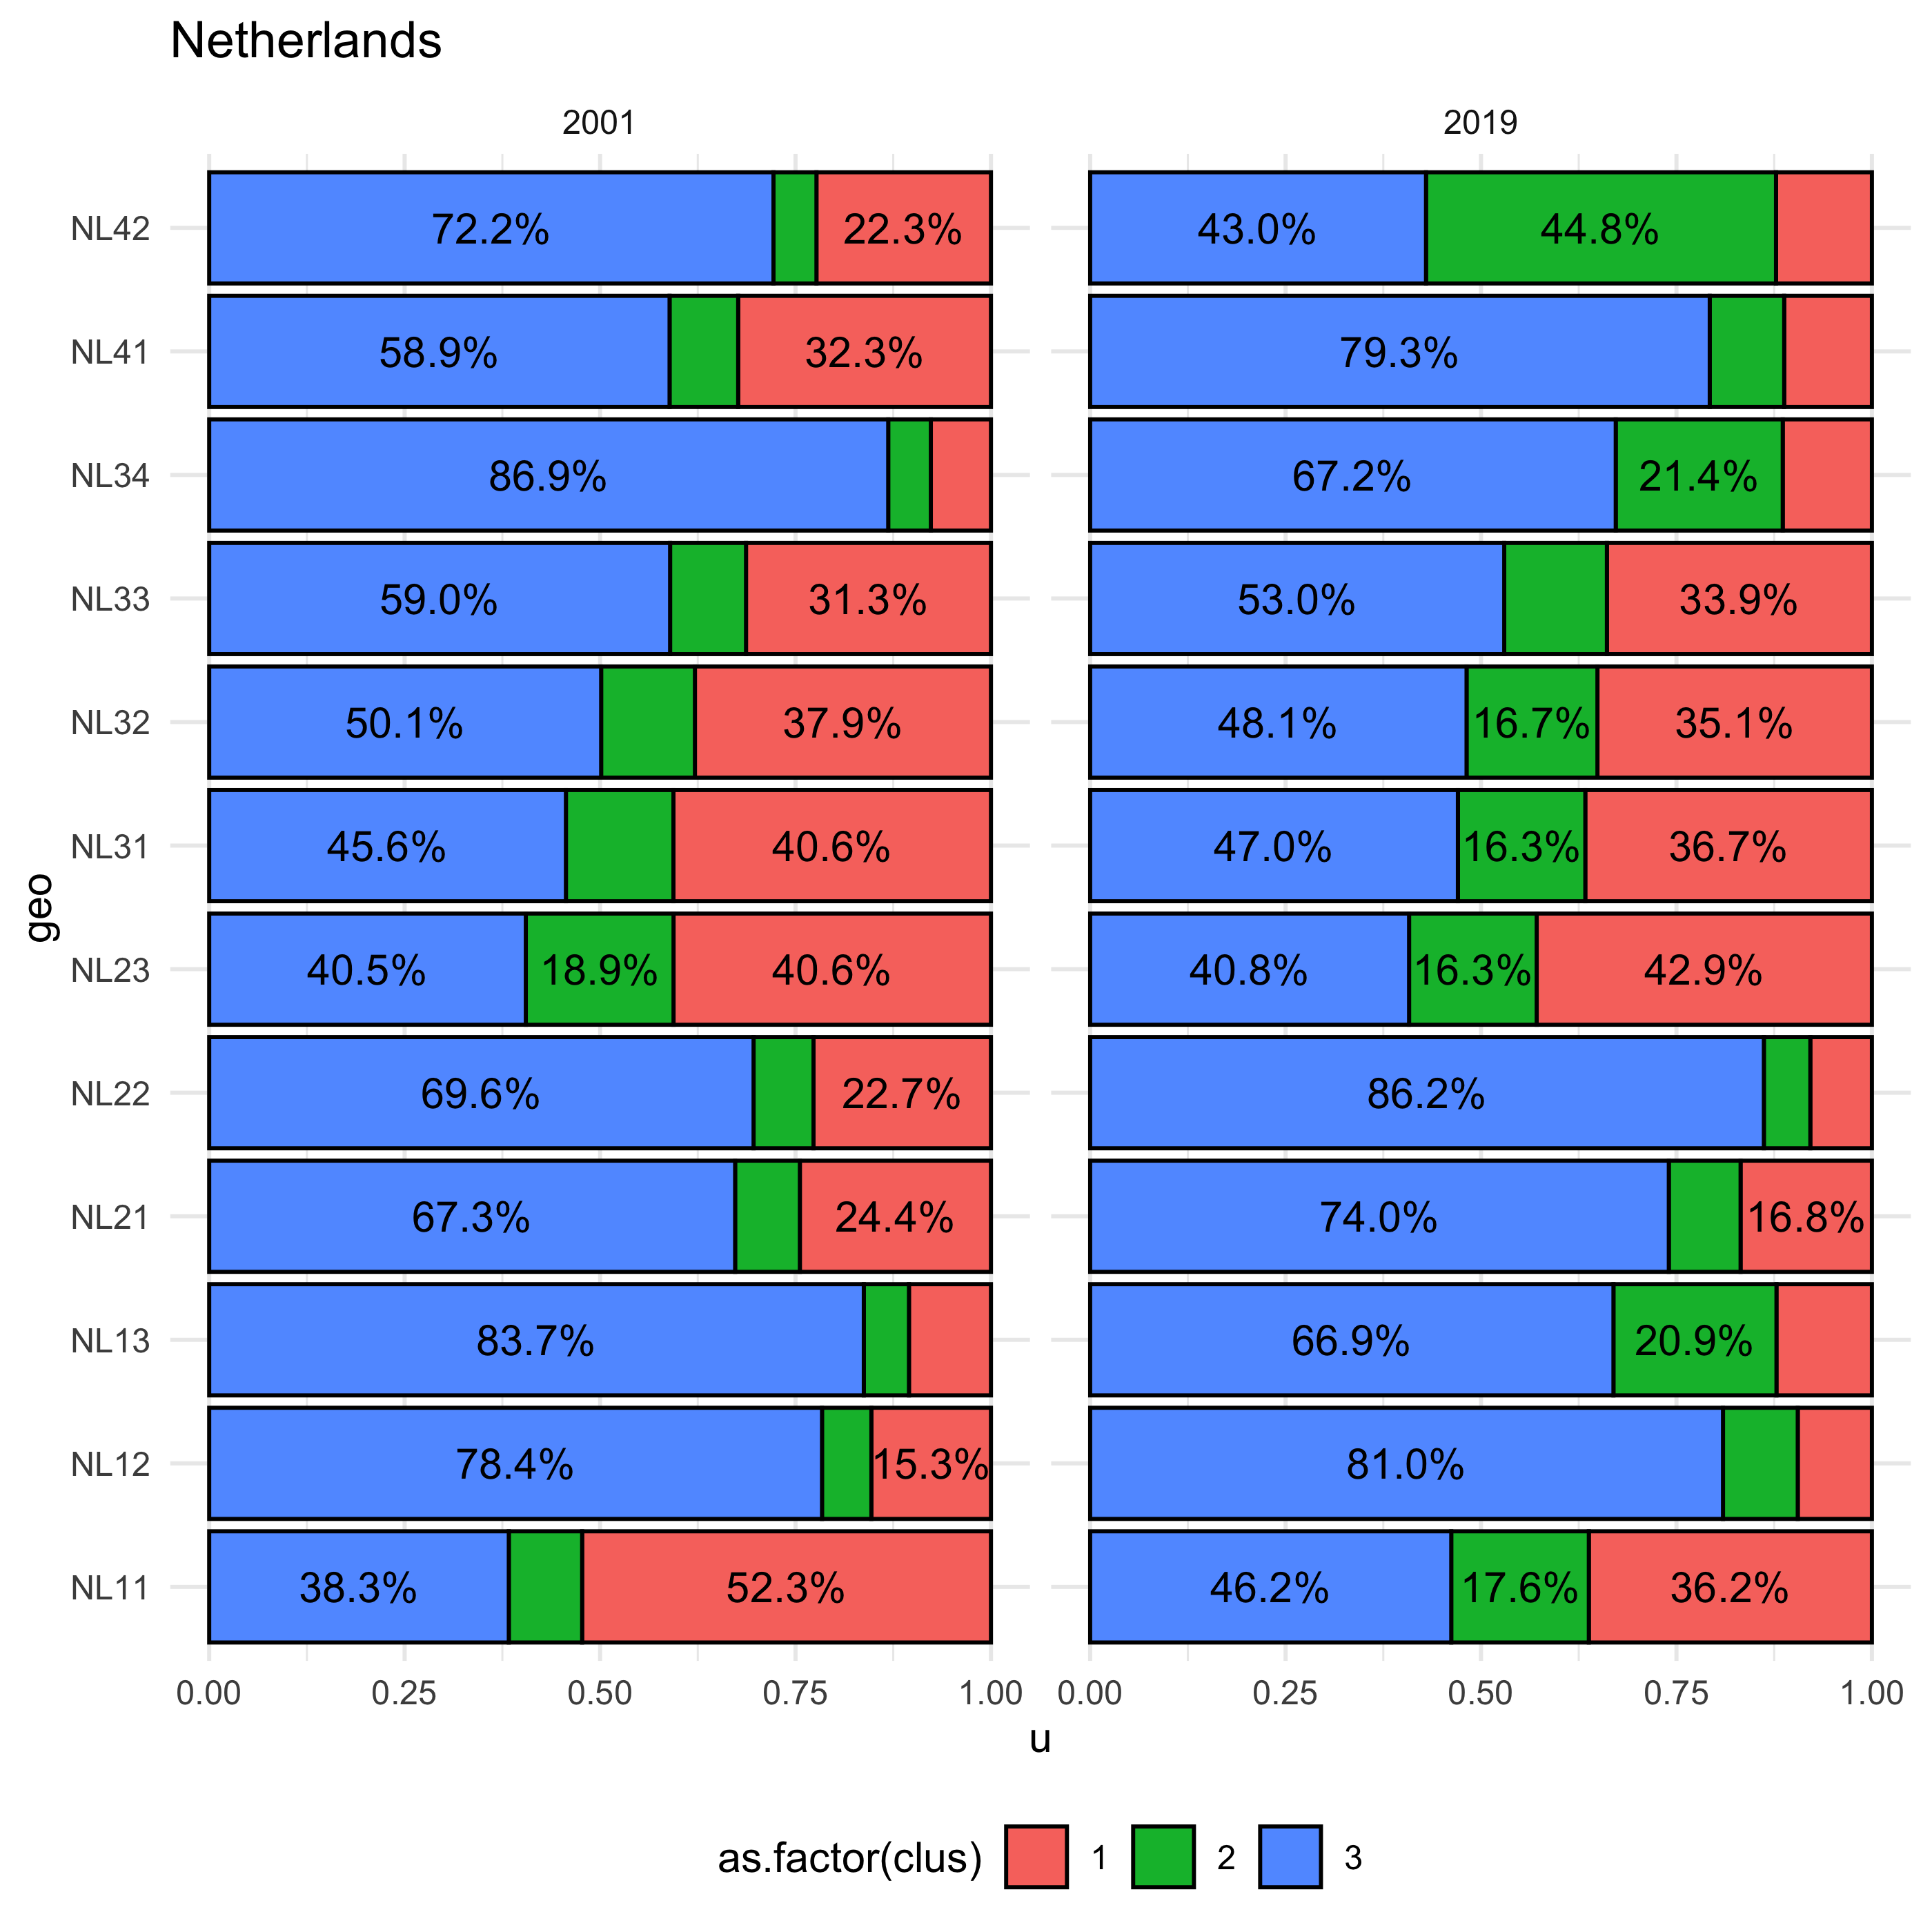 Netherlands
2001 2019
NL42 72.2% 22.3% 43.0% 44.8%
NL41 58.9% 32.3% 79.3%
NL34 86.9% 67.2% 21.4%
NL33 59.0% 31.3% 53.0% 33.9%
NL32 50.1% 37.9% 48.1% 16.7% 35.1%
NL31 45.6% 40.6% 47.0% 16.3% 36.7%
geo
NL23 40.5% 18.9% 40.6% 40.8% 16.3% 42.9%
NL22 69.6% 22.7% 86.2%
NL21 67.3% 24.4% 74.0% 16.8%
NL13 83.7% 66.9% 20.9%
NL12 78.4% 15.3% 81.0%
NL11 38.3% 52.3% 46.2% 17.6% 36.2%
0.00 0.25 0.50 0.75 1.00 0.00 0.25 0.50 0.75 1.00
u
as.factor(clus) 1 2 3